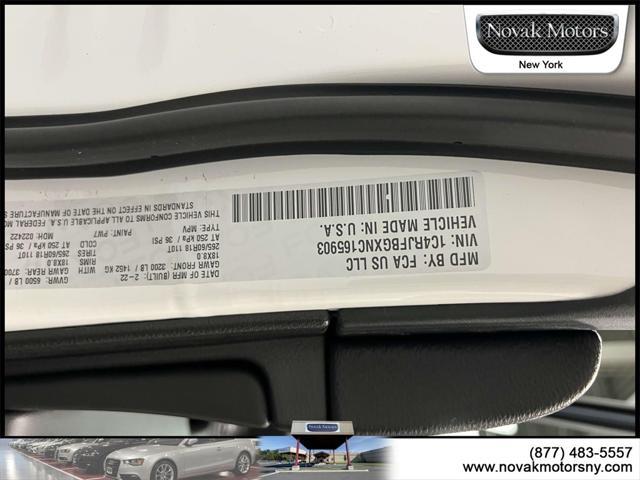 Novak Motors
New York
MFD BY: FCA US LLC
DATE OF MFR (BUILT): 2-22
GVWR: 6500 LB /
GAWR FRONT: 3200 LB / 1452 KG
GAWR REAR: 3700
WITH
RIMS
18X8.0
18X8.0
265/60R18 110T
265/60R18 110T
COLD
AT 250 kPa / 36 PSI
AT 250 kPa / 36 PSI
VIN: 1C4RJFBGXNC165903
PAINT: PW7
MDH: 022422
TYPE: MPV
VEHICLE MADE IN: U.S.A.
THIS VEHICLE CONFORMS TO ALL APPLICABLE FEDERAL MO
STANDARDS IN EFFECT ON THE DATE OF MANUFACTURE
NOVAK MOTORS
(877) 483-5557
www.novakmotorsny.com